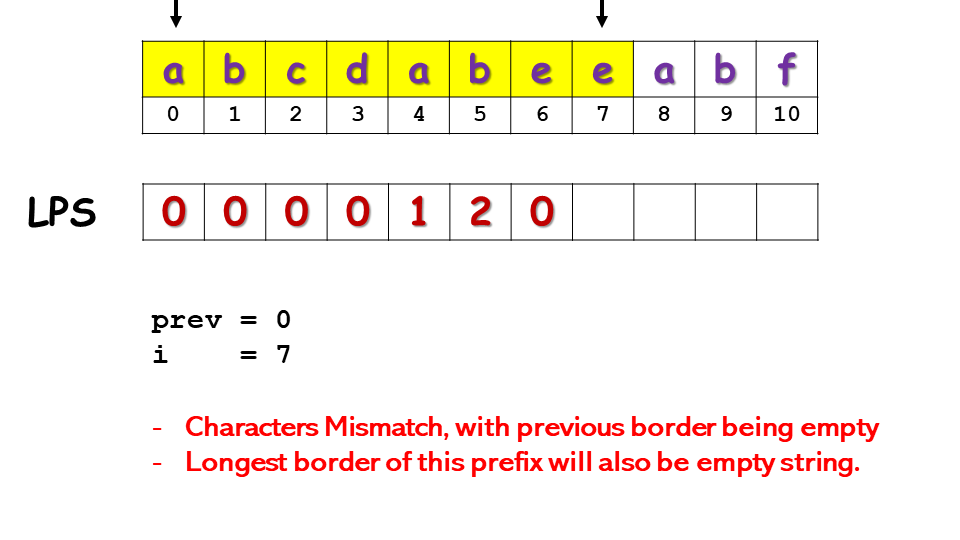 a b c d a b e e a b f
0 1 2 3 4 5 6 7 8 9 10
LPS 0 0 0 0 1 2 0
prev = 0
i = 7
- Characters Mismatch, with previous border being empty
- Longest border of this prefix will also be empty string.